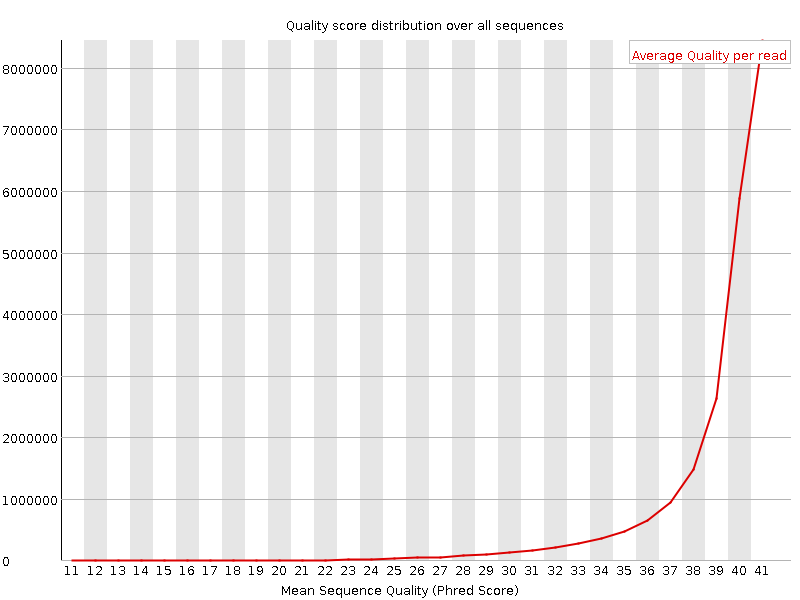 Quality score distribution over all sequences
Average Quality per read
8000000
7000000
6000000
5000000
4000000
3000000
2000000
1000000
0
11 12 13 14 15 16 17 18 19 20 21 22 23 24 25 26 27 28 29 30 31 32 33 34 35 36 37 38 39 40 41
Mean Sequence Quality (Phred Score)